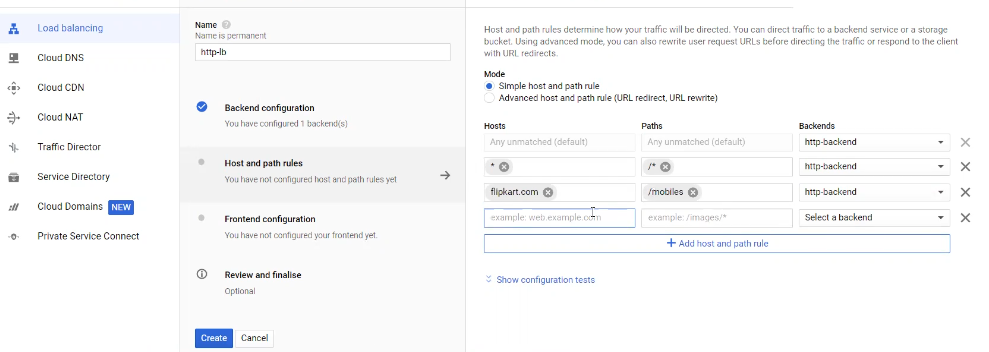 Load balancing
Cloud DNS
Cloud CDN
Cloud NAT
Traffic Director
Service Directory
Cloud Domains NEW
Private Service Connect
Name
Name is permanent
http-lb
Backend configuration
You have configured 1 backend(s)
Host and path rules
You have not configured host and path rules yet
Frontend configuration
You have not configured your frontend yet.
Review and finalise
Optional
Create Cancel
Host and path rules determine how your traffic will be directed. You can direct traffic to a backend service or a storage
bucket. Using advanced mode, you can also rewrite user request URLs before directing the traffic or respond to the client
with URL redirects.
Mode
Simple host and path rule
Advanced host and path rule (URL redirect, URL rewrite)
Hosts Paths Backends
Any unmatched (default) Any unmatched (default) http-backend
* /* http-backend
flipkart.com /mobiles http-backend
example: web.example.com example: /images/* Select a backend
+ Add host and path rule
Show configuration tests